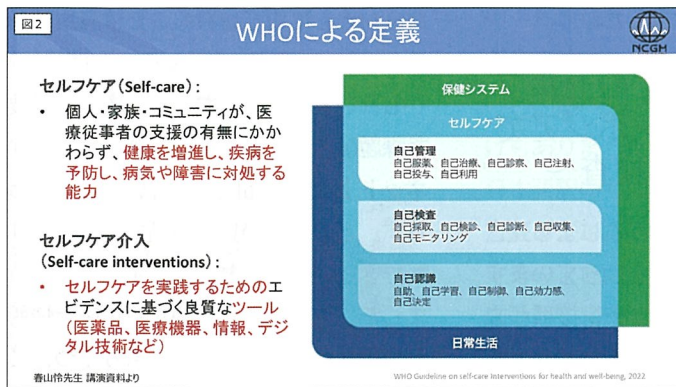 図2
WHOによる定義
NCGM
セルフケア(Self-care)：
• 個人・家族・コミュニティが、医
療従事者の支援の有無にかか
わらず、健康を増進し、疾病を
予防し、病気や障害に対処する
能力
セルフケア介入
(Self-care interventions)：
• セルフケアを実践するためのエ
ビデンスに基づく良質なツール
（医薬品、医療機器、情報、デジ
タル技術など）
春山怜先生 講演資料より
保健システム
セルフケア
自己管理
自己服薬、自己治療、自己診察、自己注射、
自己投与、自己利用
自己検査
自己採取、自己検診、自己診断、自己収集、
自己モニタリング
自己認識
自助、自己学習、自己制御、自己効力感、
自己決定
日常生活
WHO Guideline on self-care interventions for health and well-being, 2022